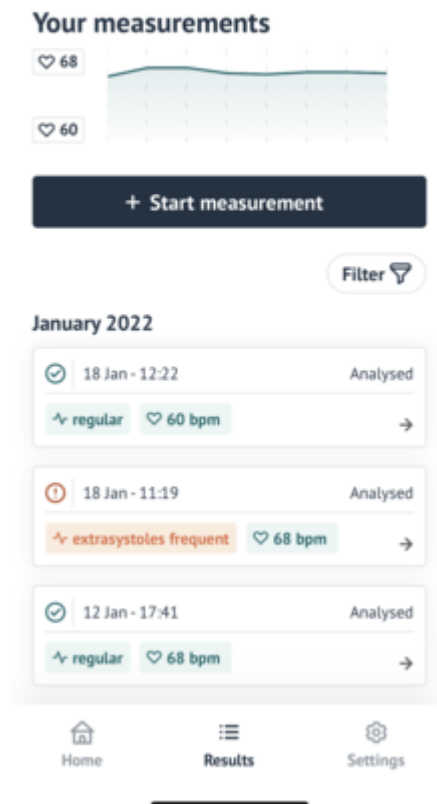 Your measurements
68
60
+ Start measurement
Filter
January 2022
18 Jan - 12:22 Analysed
regular 60 bpm
18 Jan - 11:19 Analysed
extrasystoles frequent 68 bpm
12 Jan - 17:41 Analysed
regular 68 bpm
Home Results Settings